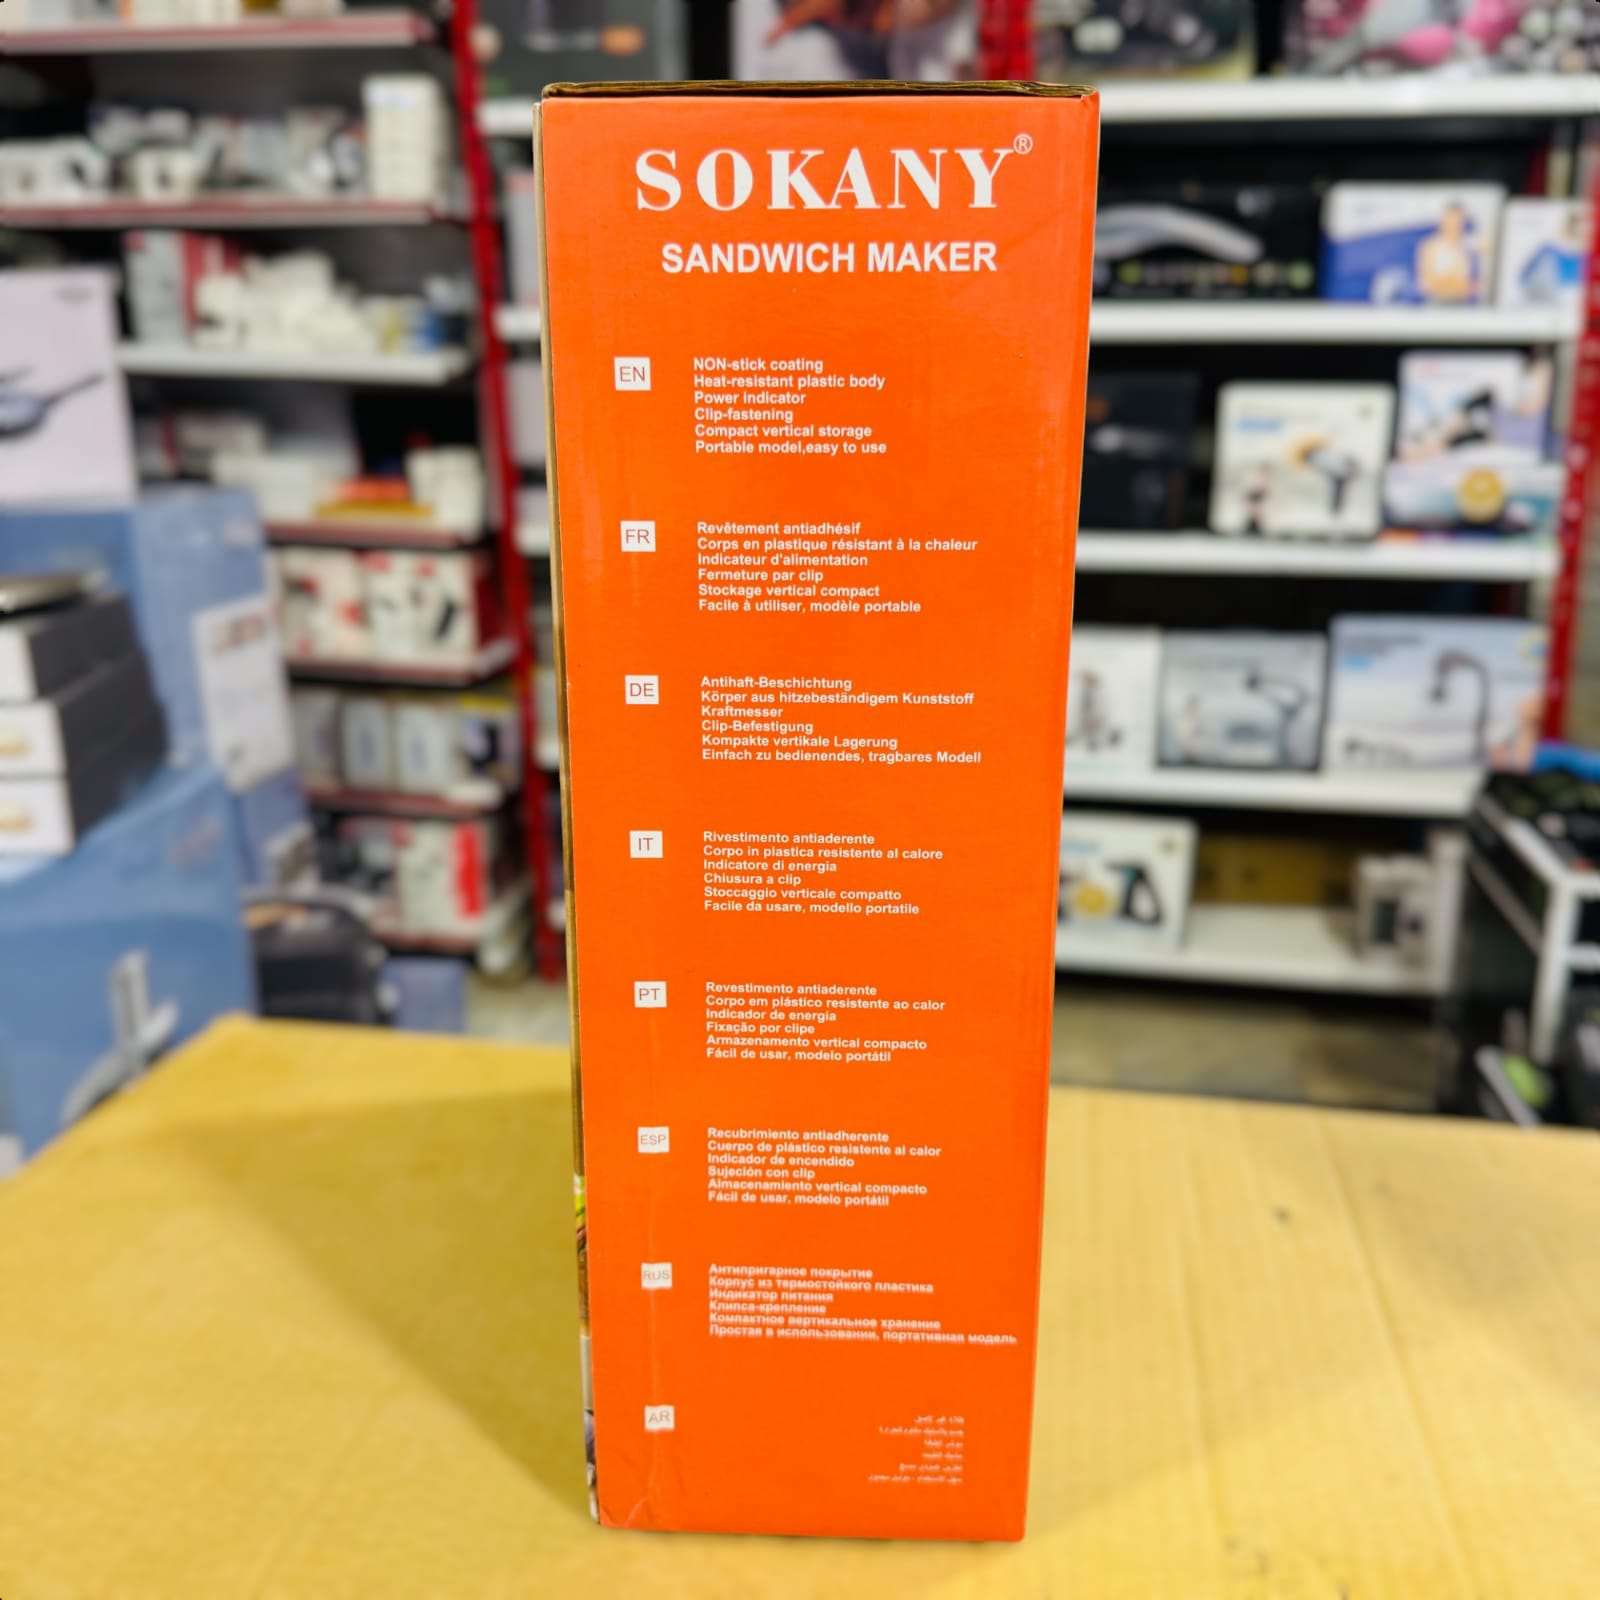 SOKANY®
SANDWICH MAKER
EN
NON-stick coating
Heat-resistant plastic body
Power indicator
Clip-fastening
Compact vertical storage
Portable model,easy to use
FR
Revêtement antiadhésif
Corps en plastique résistant à la chaleur
Indicateur d'alimentation
Fermeture par clip
Stockage vertical compact
Facile à utiliser, modèle portable
DE
Antihaft-Beschichtung
Körper aus hitzebeständigem Kunststoff
Kraftmesser
Clip-Befestigung
Kompakte vertikale Lagerung
Einfach zu bedienendes, tragbares Modell
IT
Rivestimento antiaderente
Corpo in plastica resistente al calore
Indicatore di energia
Chiusura a clip
Stoccaggio verticale compatto
Facile da usare, modello portatile
PT
Revestimento antiaderente
Corpo em plástico resistente ao calor
Indicador de energia
Fixação por clipe
Armazenamento vertical compacto
Fácil de usar, modelo portátil
ESP
Recubrimiento antiadherente
Cuerpo de plástico resistente al calor
Indicador de encendido
Sujeción con clip
Almacenamiento vertical compacto
Fácil de usar, modelo portátil
RUS
Антипригарное покрытие
Корпус из термостойкого пластика
Индикатор питания
Клипса-крепление
Компактное вертикальное хранение
Простая в использовании, портативная модель
AR